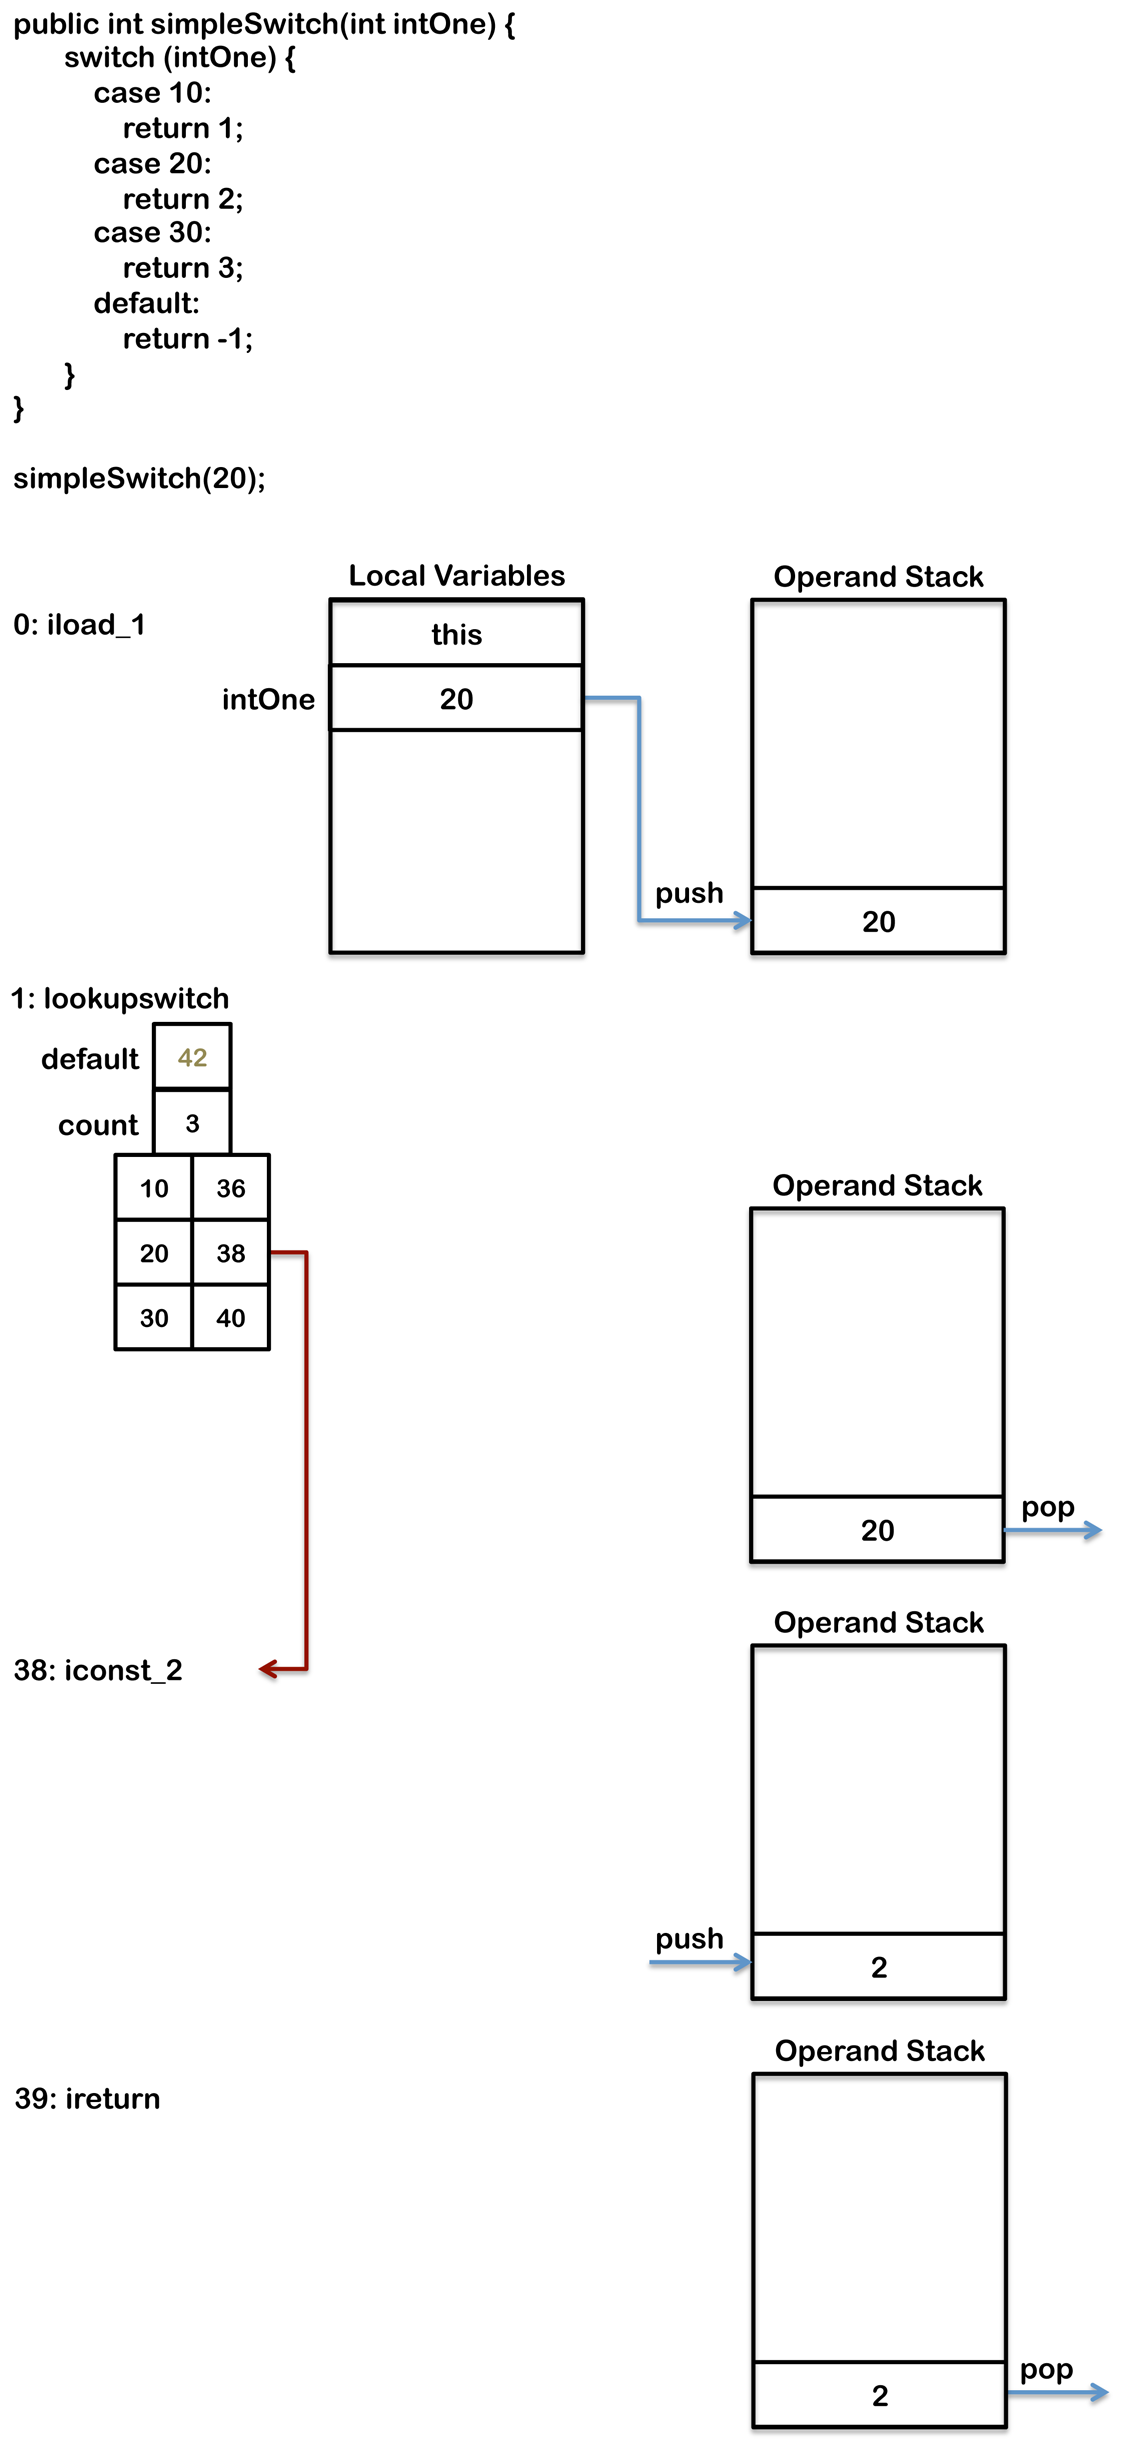 public int simpleSwitch(int intOne) {
switch (intOne) {
case 10:
return 1;
case 20:
return 2;
case 30:
return 3;
default:
return -1;
}
}
simpleSwitch(20);
Local Variables
Operand Stack
0: iload_1
this
intOne
20
push
20
1: lookupswitch
default
42
count
3
10
36
20
38
30
40
Operand Stack
20
pop
38: iconst_2
Operand Stack
push
2
39: ireturn
Operand Stack
2
pop